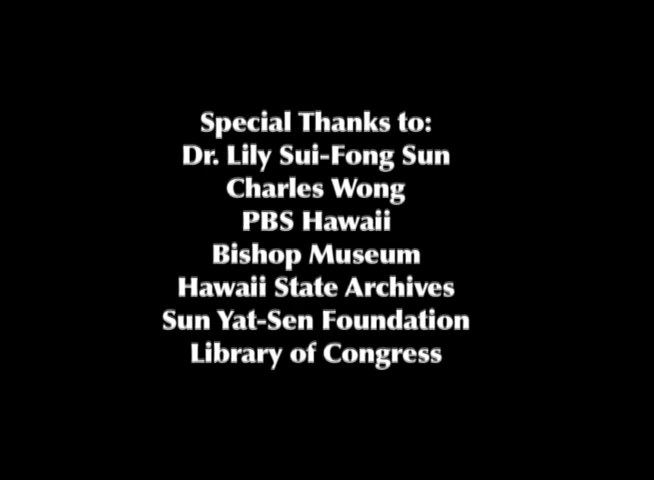 Special Thanks to:
Dr. Lily Sui-Fong Sun
Charles Wong
PBS Hawaii
Bishop Museum
Hawaii State Archives
Sun Yat-Sen Foundation
Library of Congress